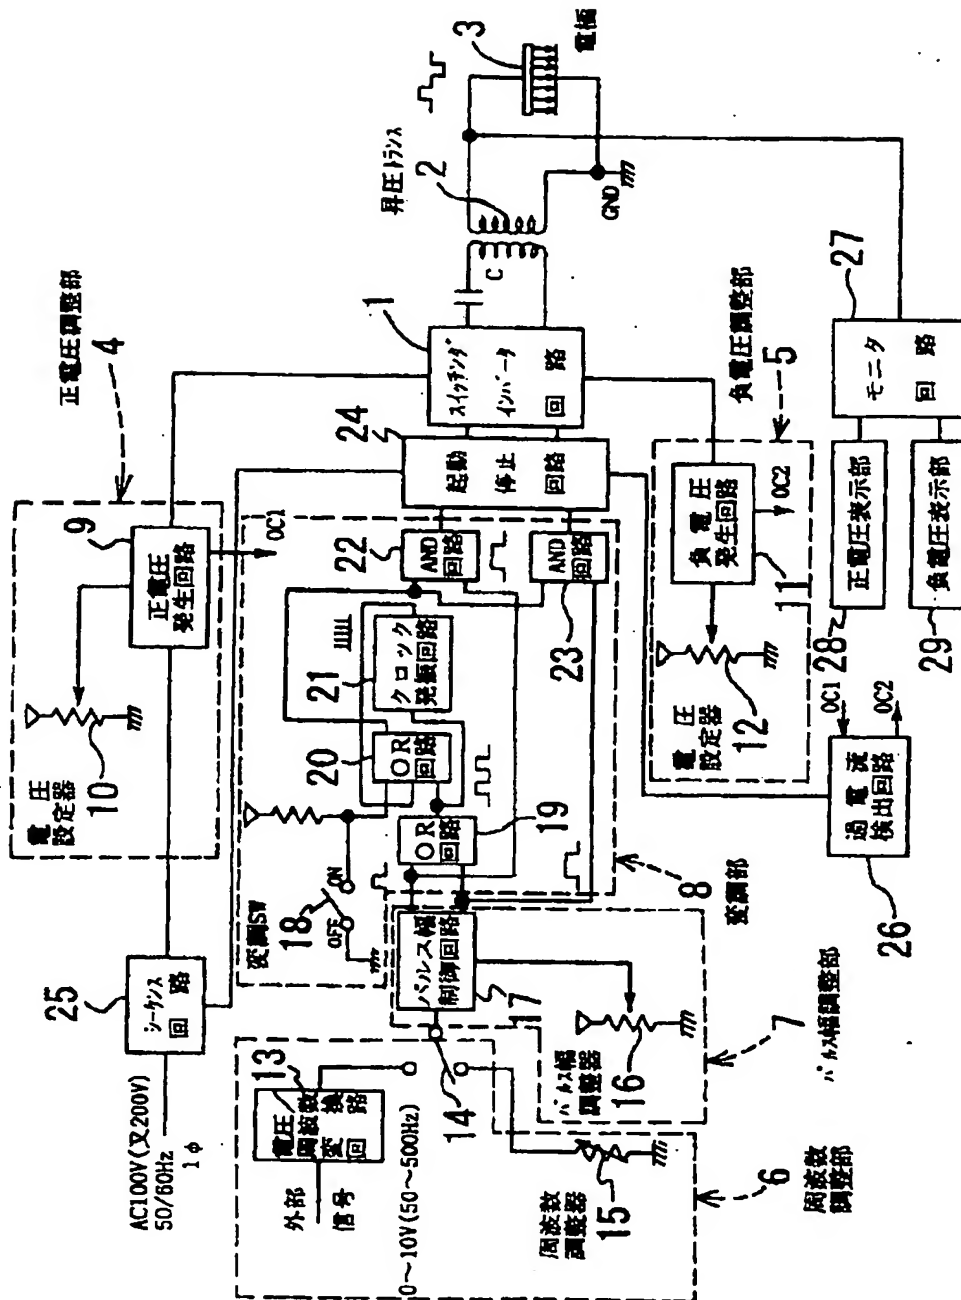 AC100V(又200V)
50/60Hz
1φ
25
シーケンス
回路
正電圧調整部
4
9
正電圧
発生回路
OC1
電圧
設定器
10
昇圧トランス
2
C
3
電極
GND
1
スイッチング
インバータ
回路
24
起動
停止
回路
22
AND
回路
AND
回路
23
21
クロック
発振回路
20
OR
回路
OR
回路
19
変調SW
18
ON
OFF
8
変調部
負電圧調整部
5
負電圧
発生回路
OC2
11
電圧
設定器
12
27
モニタ
回路
正電圧表示部
28
負電圧表示部
29
OC1
OC2
過電流
検出回路
26
パルス幅
制御回路
17
パルス幅
調整器
16
7
パルス幅調整部
13
電圧
周波数
変換
回路
外部
信号
0～10V(50～500Hz)
14
周波数
調整器
15
6
周波数
調整部